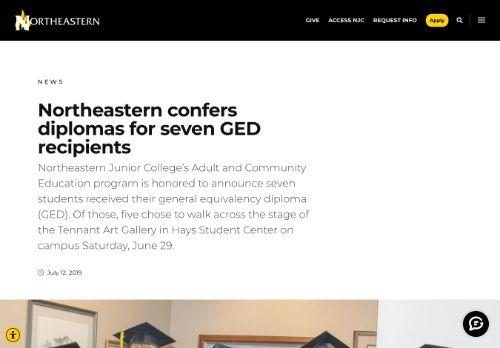 NORTHEASTERN
GIVE ACCESS NJC REQUEST INFO Apply
NEWS
Northeastern confers
diplomas for seven GED
recipients
Northeastern Junior College's Adult and Community
Education program is honored to announce seven
students received their general equivalency diploma
(GED). Of those, five chose to walk across the stage of
the Tennant Art Gallery in Hays Student Center on
campus Saturday, June 29.
July 12, 2019